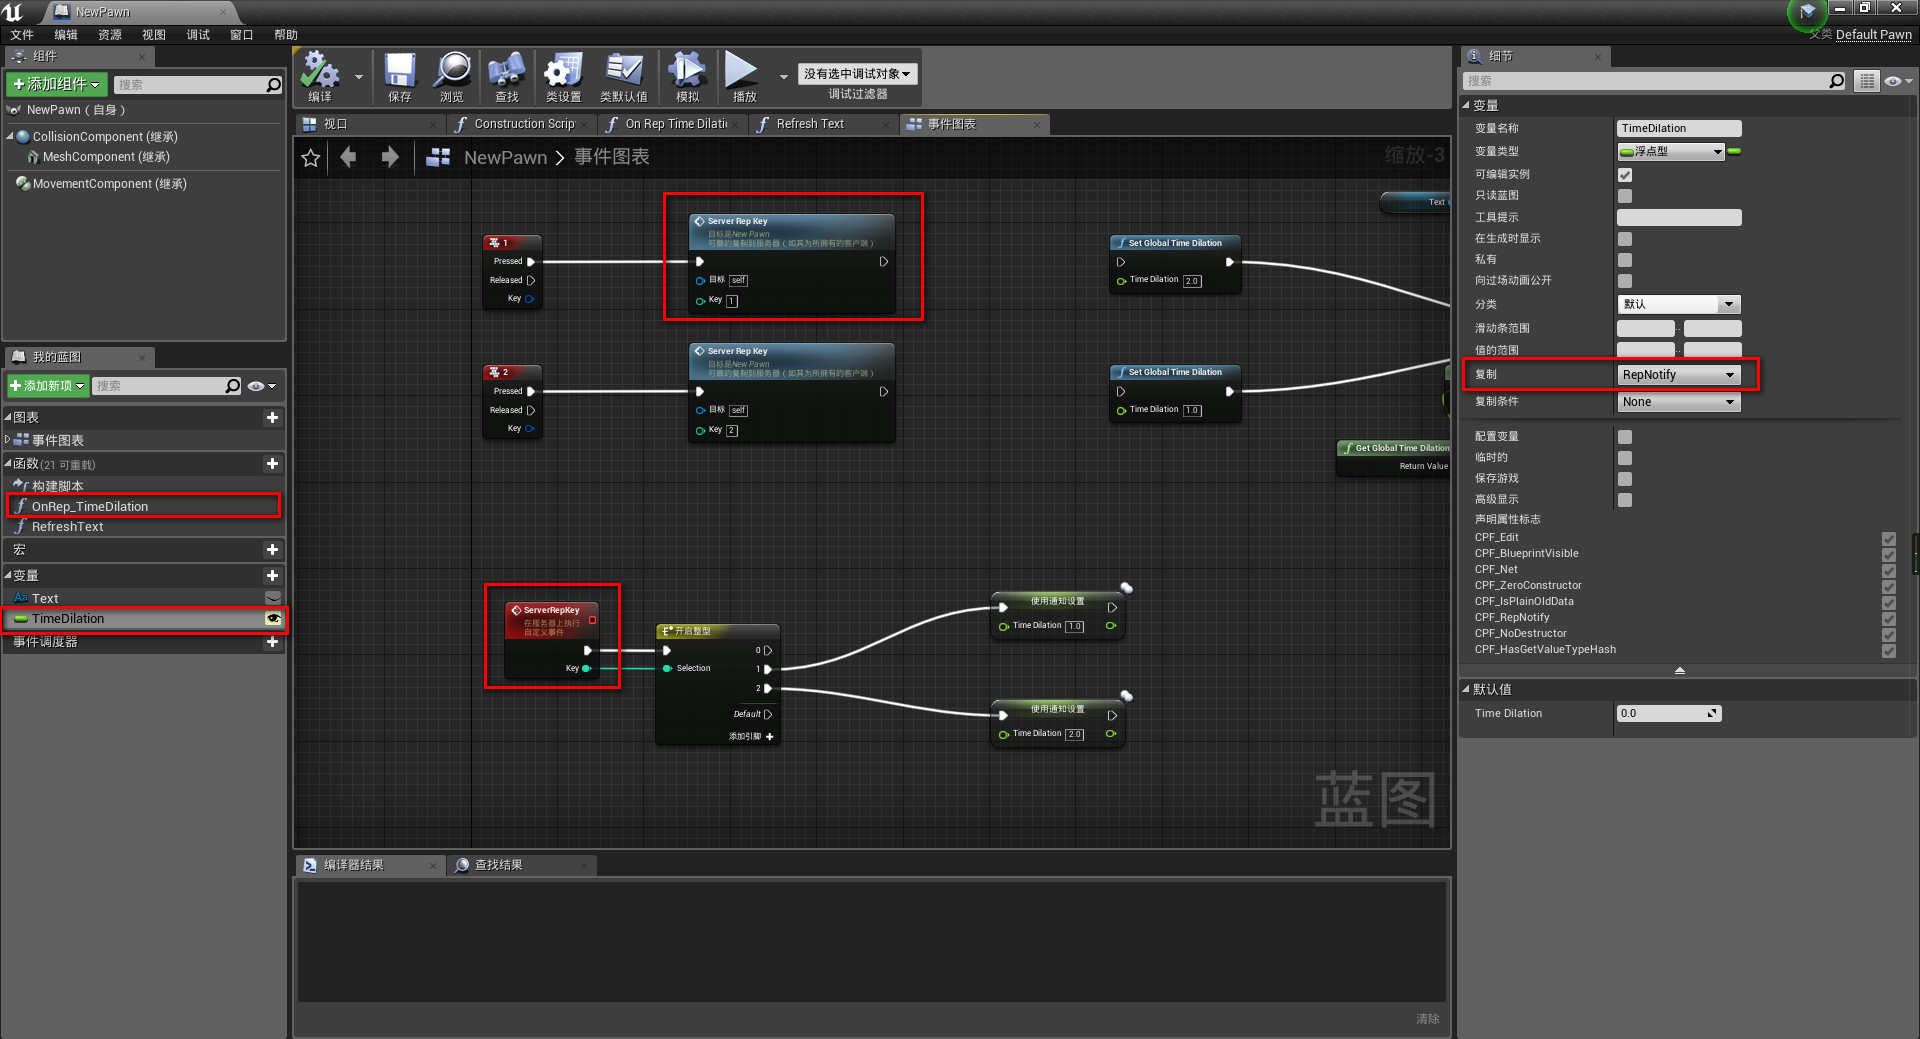 NewPawn
文件 编辑 资源 视图 调试 窗口 帮助
父类 Default Pawn
组件
添加组件
搜索
NewPawn（自身）
CollisionComponent (继承)
MeshComponent (继承)
MovementComponent (继承)
我的蓝图
添加新项
搜索
图表
事件图表
函数 (21 可重载)
构建脚本
OnRep_TimeDilation
RefreshText
宏
变量
Text
TimeDilation
事件调度器
编译
保存
浏览
查找
类设置
类默认值
模拟
播放
没有选中调试对象
调试过滤器
视口
Construction Scrip
On Rep Time Dilati
Refresh Text
事件图表
NewPawn > 事件图表
缩放-3
1
Pressed
Released
Key
Server Rep Key
目标是New Pawn
可靠的复制到服务器（如其为所拥有的客户端）
目标 self
Key 1
Set Global Time Dilation
Time Dilation 2.0
Text
2
Pressed
Released
Key
Server Rep Key
目标是New Pawn
可靠的复制到服务器（如其为所拥有的客户端）
目标 self
Key 2
Set Global Time Dilation
Time Dilation 1.0
Get Global Time Dilation
Return Value
ServerRepKey
在服务器上执行
自定义事件
Key
开启整型
Selection
0
1
2
Default
添加引脚
使用通知设置
Time Dilation 1.0
使用通知设置
Time Dilation 2.0
蓝图
编译器结果
查找结果
清除
细节
搜索
变量
变量名称 TimeDilation
变量类型 浮点型
可编辑实例
只读蓝图
工具提示
在生成时显示
私有
向过场动画公开
分类 默认
滑动条范围
值的范围
复制 RepNotify
复制条件 None
配置变量
临时的
保存游戏
高级显示
声明属性标志
CPF_Edit
CPF_BlueprintVisible
CPF_Net
CPF_ZeroConstructor
CPF_IsPlainOldData
CPF_RepNotify
CPF_NoDestructor
CPF_HasGetValueTypeHash
默认值
Time Dilation 0.0